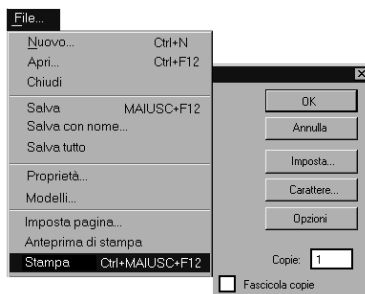 File...
Nuovo... Ctrl+N
Apri... Ctrl+F12
Chiudi
Salva MAIUSC+F12
Salva con nome...
Salva tutto
Proprietà...
Modelli...
Imposta pagina...
Anteprima di stampa
Stampa Ctrl+MAIUSC+F12
OK
Annulla
Imposta...
Carattere...
Opzioni
Copie: 1
Fascicola copie